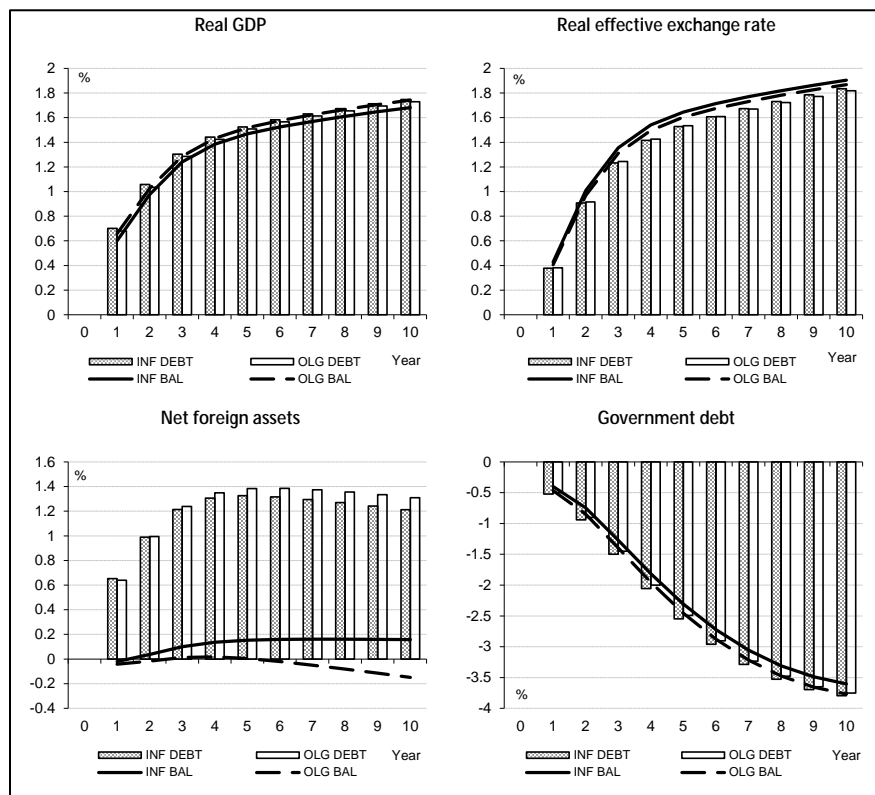 Real GDP
%
2
1.8
1.6
1.4
1.2
1
0.8
0.6
0.4
0.2
0
0 1 2 3 4 5 6 7 8 9 10
INF DEBT OLG DEBT Year
INF BAL OLG BAL
Real effective exchange rate
%
2
1.8
1.6
1.4
1.2
1
0.8
0.6
0.4
0.2
0
0 1 2 3 4 5 6 7 8 9 10
INF DEBT OLG DEBT Year
INF BAL OLG BAL
Net foreign assets
1.6
%
1.4
1.2
1
0.8
0.6
0.4
0.2
0
-0.2
-0.4
0 1 2 3 4 5 6 7 8 9 10
INF DEBT OLG DEBT Year
INF BAL OLG BAL
Government debt
0
-0.5
-1
-1.5
-2
-2.5
-3
-3.5
%
-4
0 1 2 3 4 5 6 7 8 9 10
INF DEBT OLG DEBT Year
INF BAL OLG BAL